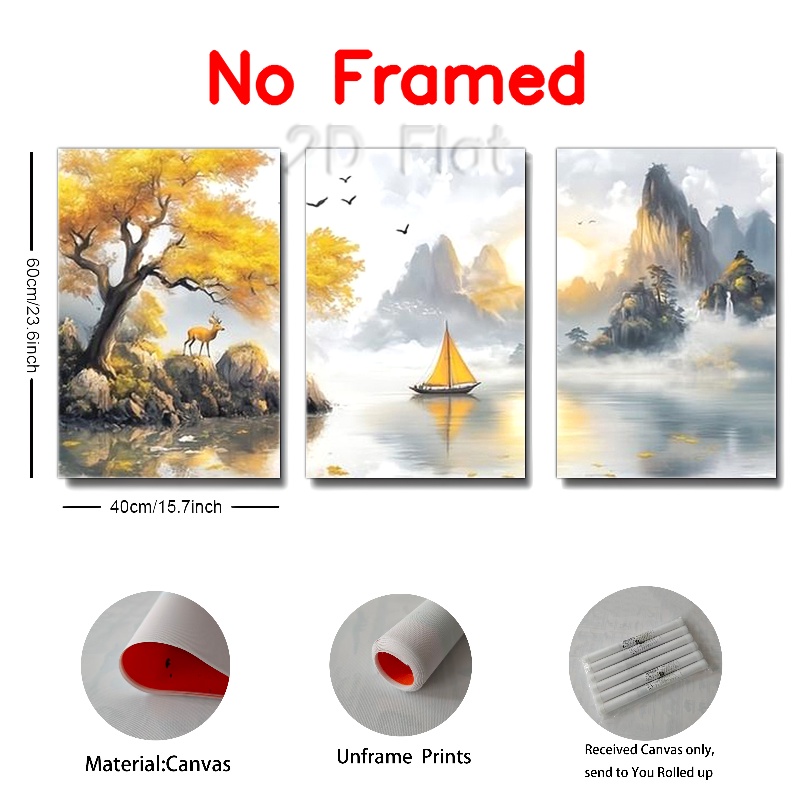 No Framed
2D Flat
60cm/23.6inch
40cm/15.7inch
Material:Canvas
Unframe Prints
Received Canvas only,
send to You Rolled up